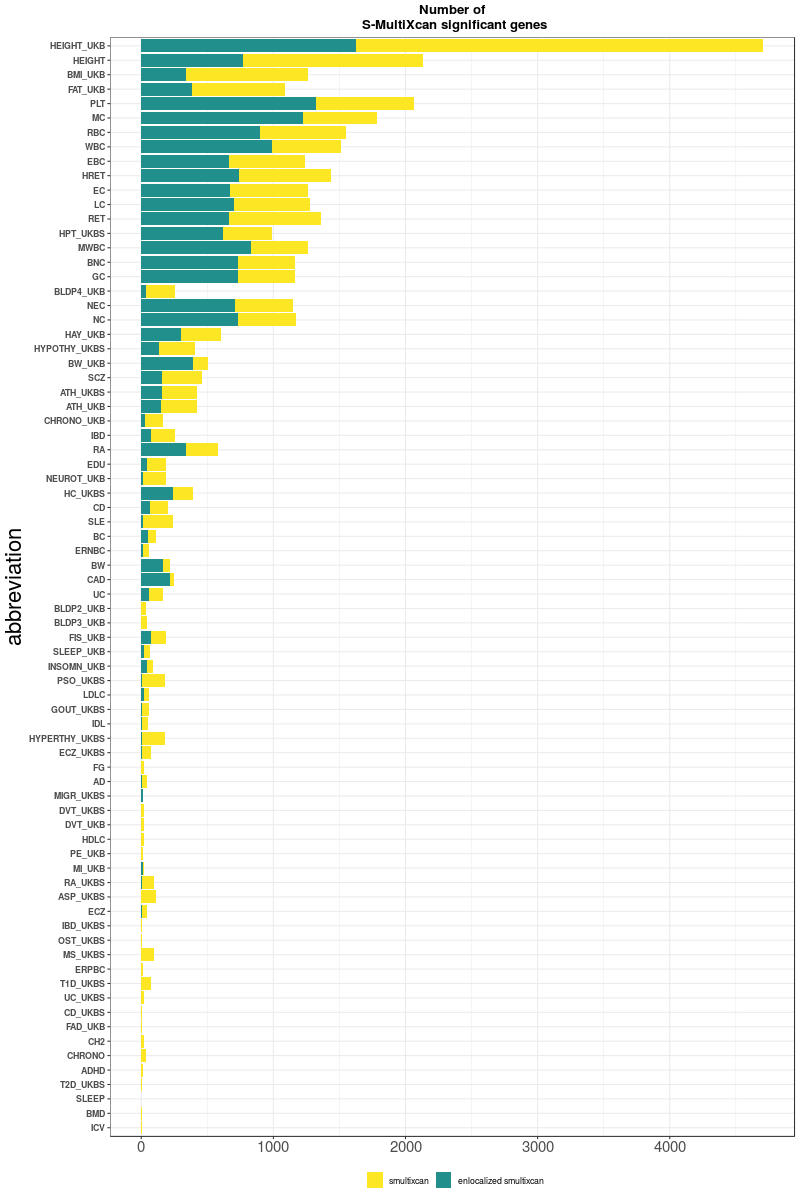 Number of
S-MultiXcan significant genes
abbreviation
HEIGHT_UKB
HEIGHT
BMI_UKB
FAT_UKB
PLT
MC
RBC
WBC
EBC
HRET
EC
LC
RET
HPT_UKBS
MWBC
BNC
GC
BLDP4_UKB
NEC
NC
HAY_UKB
HYPOTHY_UKBS
BW_UKB
SCZ
ATH_UKBS
ATH_UKB
CHRONO_UKB
IBD
RA
EDU
NEUROT_UKB
HC_UKBS
CD
SLE
BC
ERNBC
BW
CAD
UC
BLDP2_UKB
BLDP3_UKB
FIS_UKB
SLEEP_UKB
INSOMN_UKB
PSO_UKBS
LDLC
GOUT_UKBS
IDL
HYPERTHY_UKBS
ECZ_UKBS
FG
AD
MIGR_UKBS
DVT_UKBS
DVT_UKB
HDLC
PE_UKB
MI_UKB
RA_UKBS
ASP_UKBS
ECZ
IBD_UKBS
OST_UKBS
MS_UKBS
ERPBC
T1D_UKBS
UC_UKBS
CD_UKBS
FAD_UKB
CH2
CHRONO
ADHD
T2D_UKBS
SLEEP
BMD
ICV
0 1000 2000 3000 4000
smultixcan enlocalized smultixcan